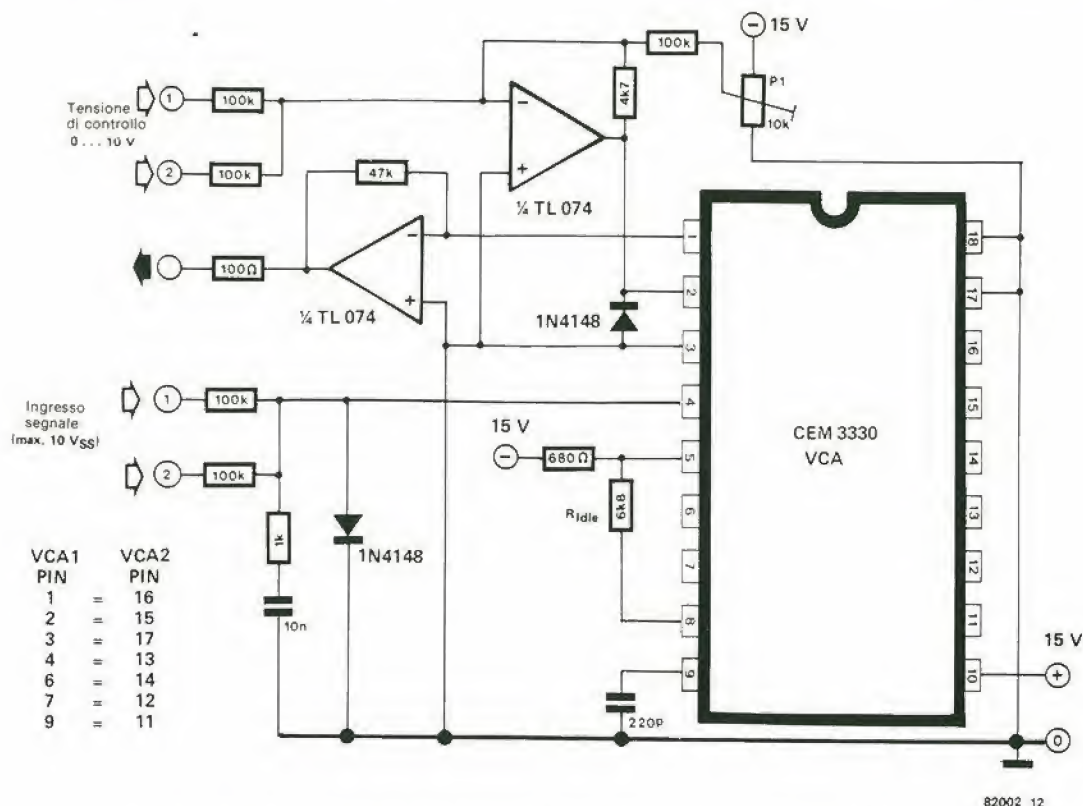 15 V
100k
P1
10k
4k7
1
100k
Tensione
di controllo
0 ... 10 V
2
100k
47k
¼ TL 074
100Ω
¼ TL 074
1N4148
1
2
3
4
5
6
7
8
9
18
17
16
15
14
13
12
11
10
CEM 3330
VCA
Ingresso
segnale
(max. 10 VSS)
1
100k
2
100k
15 V
680 Ω
RIdle
6k8
1k
1N4148
10n
220P
15 V
0
VCA1 VCA2
PIN PIN
1 = 16
2 = 15
3 = 17
4 = 13
6 = 14
7 = 12
9 = 11
82002 12